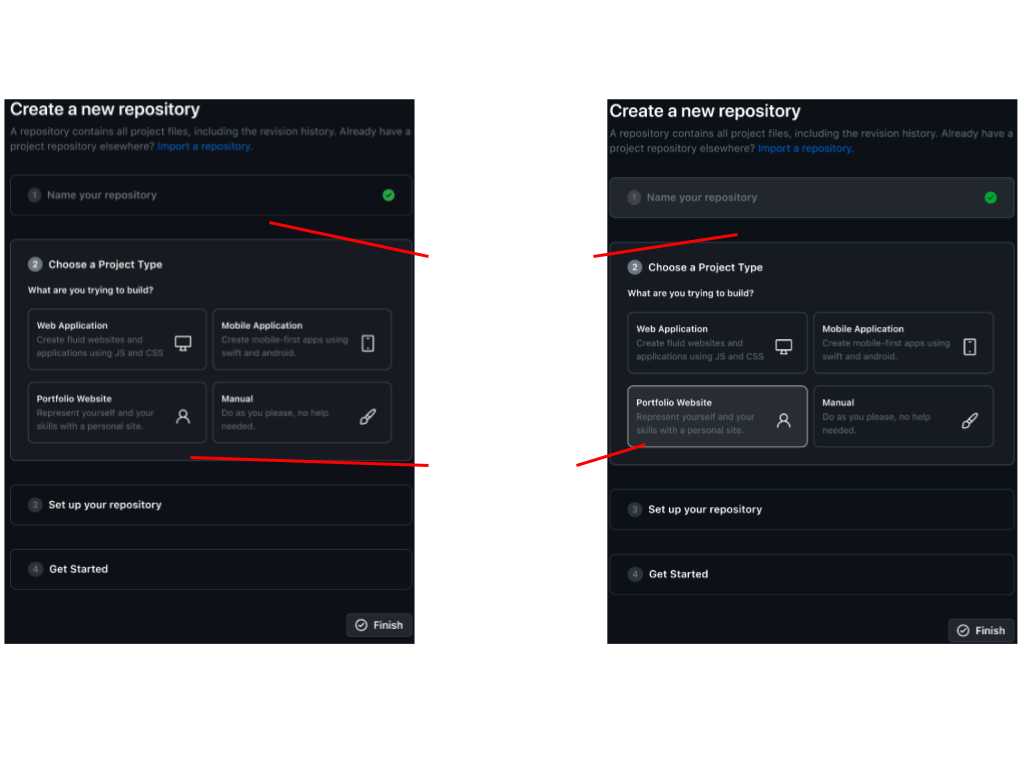 Create a new repository
A repository contains all project files, including the revision history. Already have a
project repository elsewhere? Import a repository.
1 Name your repository
2 Choose a Project Type
What are you trying to build?
Web Application
Create fluid websites and
applications using JS and CSS
Mobile Application
Create mobile-first apps using
swift and android.
Portfolio Website
Represent yourself and your
skills with a personal site.
Manual
Do as you please, no help
needed.
3 Set up your repository
4 Get Started
Finish
Create a new repository
A repository contains all project files, including the revision history. Already have a
project repository elsewhere? Import a repository.
1 Name your repository
2 Choose a Project Type
What are you trying to build?
Web Application
Create fluid websites and
applications using JS and CSS
Mobile Application
Create mobile-first apps using
swift and android.
Portfolio Website
Represent yourself and your
skills with a personal site.
Manual
Do as you please, no help
needed.
3 Set up your repository
4 Get Started
Finish